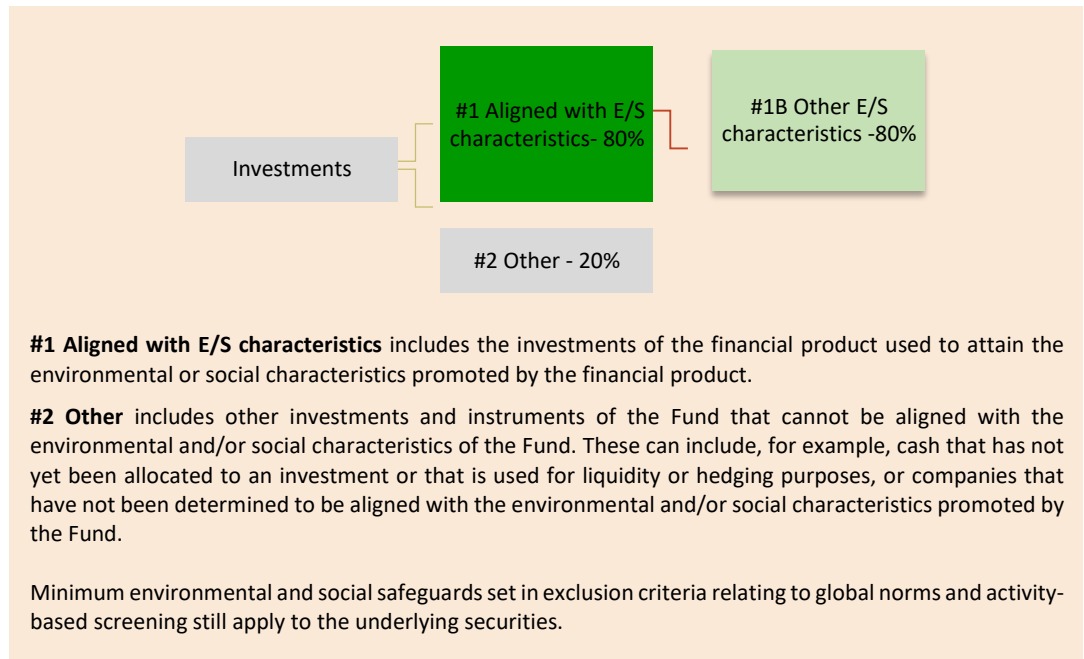 #1 Aligned with E/S
characteristics- 80%
#1B Other E/S
characteristics -80%
Investments
#2 Other - 20%
#1 Aligned with E/S characteristics includes the investments of the financial product used to attain the
environmental or social characteristics promoted by the financial product.
#2 Other includes other investments and instruments of the Fund that cannot be aligned with the
environmental and/or social characteristics of the Fund. These can include, for example, cash that has not
yet been allocated to an investment or that is used for liquidity or hedging purposes, or companies that
have not been determined to be aligned with the environmental and/or social characteristics promoted by
the Fund.
Minimum environmental and social safeguards set in exclusion criteria relating to global norms and activity-
based screening still apply to the underlying securities.